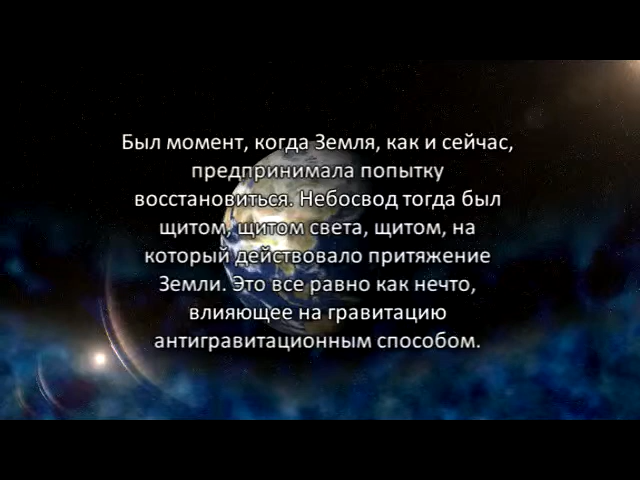 Был момент, когда Земля, как и сейчас,
предпринимала попытку
восстановиться. Небосвод тогда был
щитом, щитом света, щитом, на
который действовало притяжение
Земли. Это все равно как нечто,
влияющее на гравитацию
антигравитационным способом.